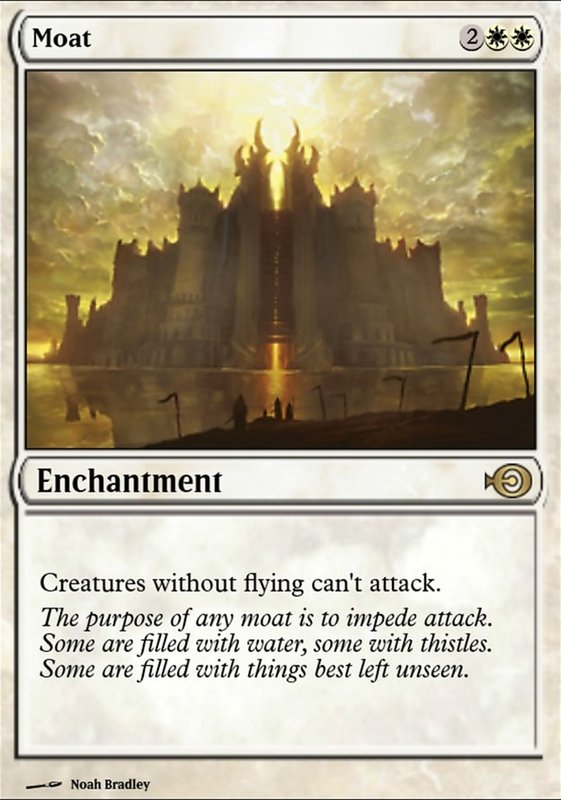 Moat 2
Enchantment
Creatures without flying can't attack.
The purpose of any moat is to impede attack.
Some are filled with water, some with thistles.
Some are filled with things best left unseen.
Noah Bradley